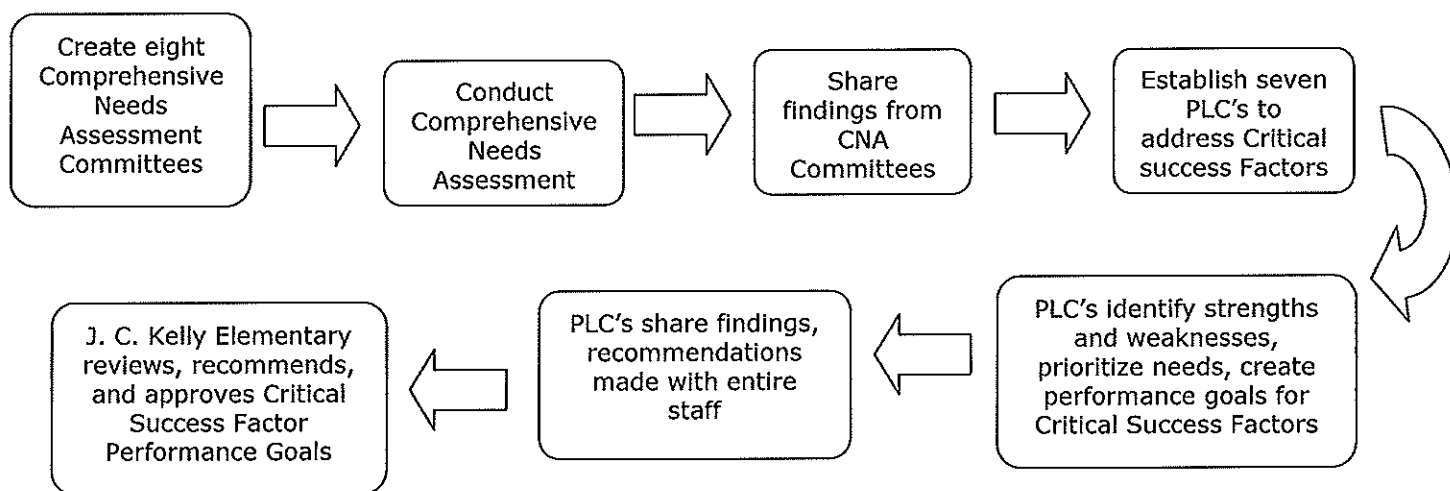 Create eight
Comprehensive
Needs
Assessment
Committees
Conduct
Comprehensive
Needs
Assessment
Share
findings from
CNA
Committees
Establish seven
PLC's to
address Critical
success Factors
PLC's identify strengths
and weaknesses,
prioritize needs, create
performance goals for
Critical Success Factors
PLC's share findings,
recommendations
made with entire
staff
J. C. Kelly Elementary
reviews, recommends,
and approves Critical
Success Factor
Performance Goals